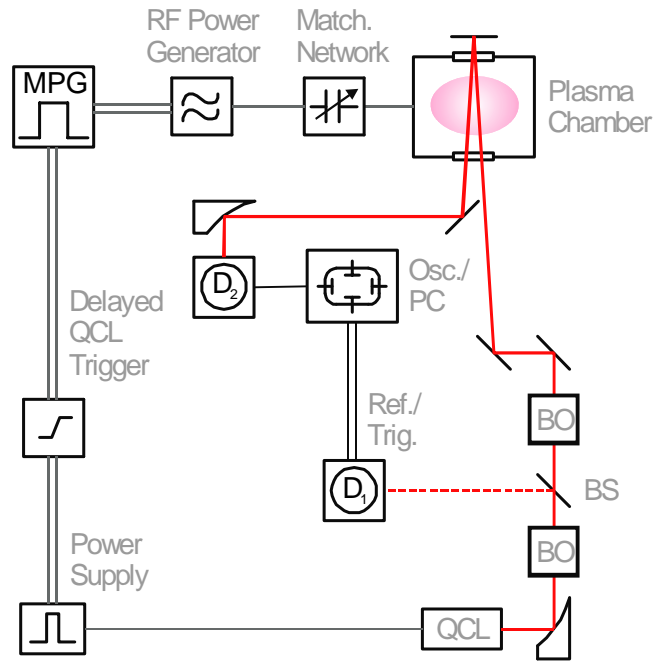 RF Power
Generator
Match.
Network
MPG
Plasma
Chamber
D2
Osc./
PC
Delayed
QCL
Trigger
Ref./
Trig.
BO
D1
BS
BO
Power
Supply
QCL